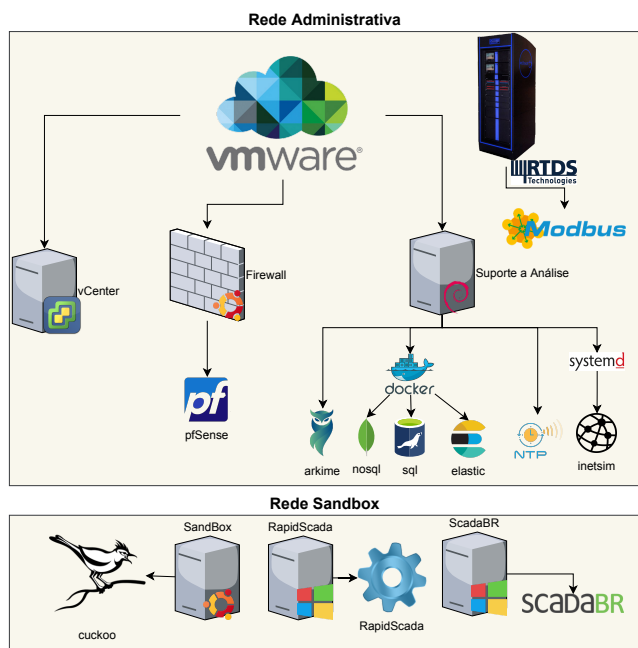 Rede Administrativa
vmware®
RTDS
Technologies
Modbus
vCenter
Firewall
Suporte a Análise
systemd
docker
pf
pfSense
arkime
nosql
sql
elastic
NTP
inetsim
Rede Sandbox
SandBox
RapidScada
ScadaBR
cuckoo
RapidScada
scadaBR